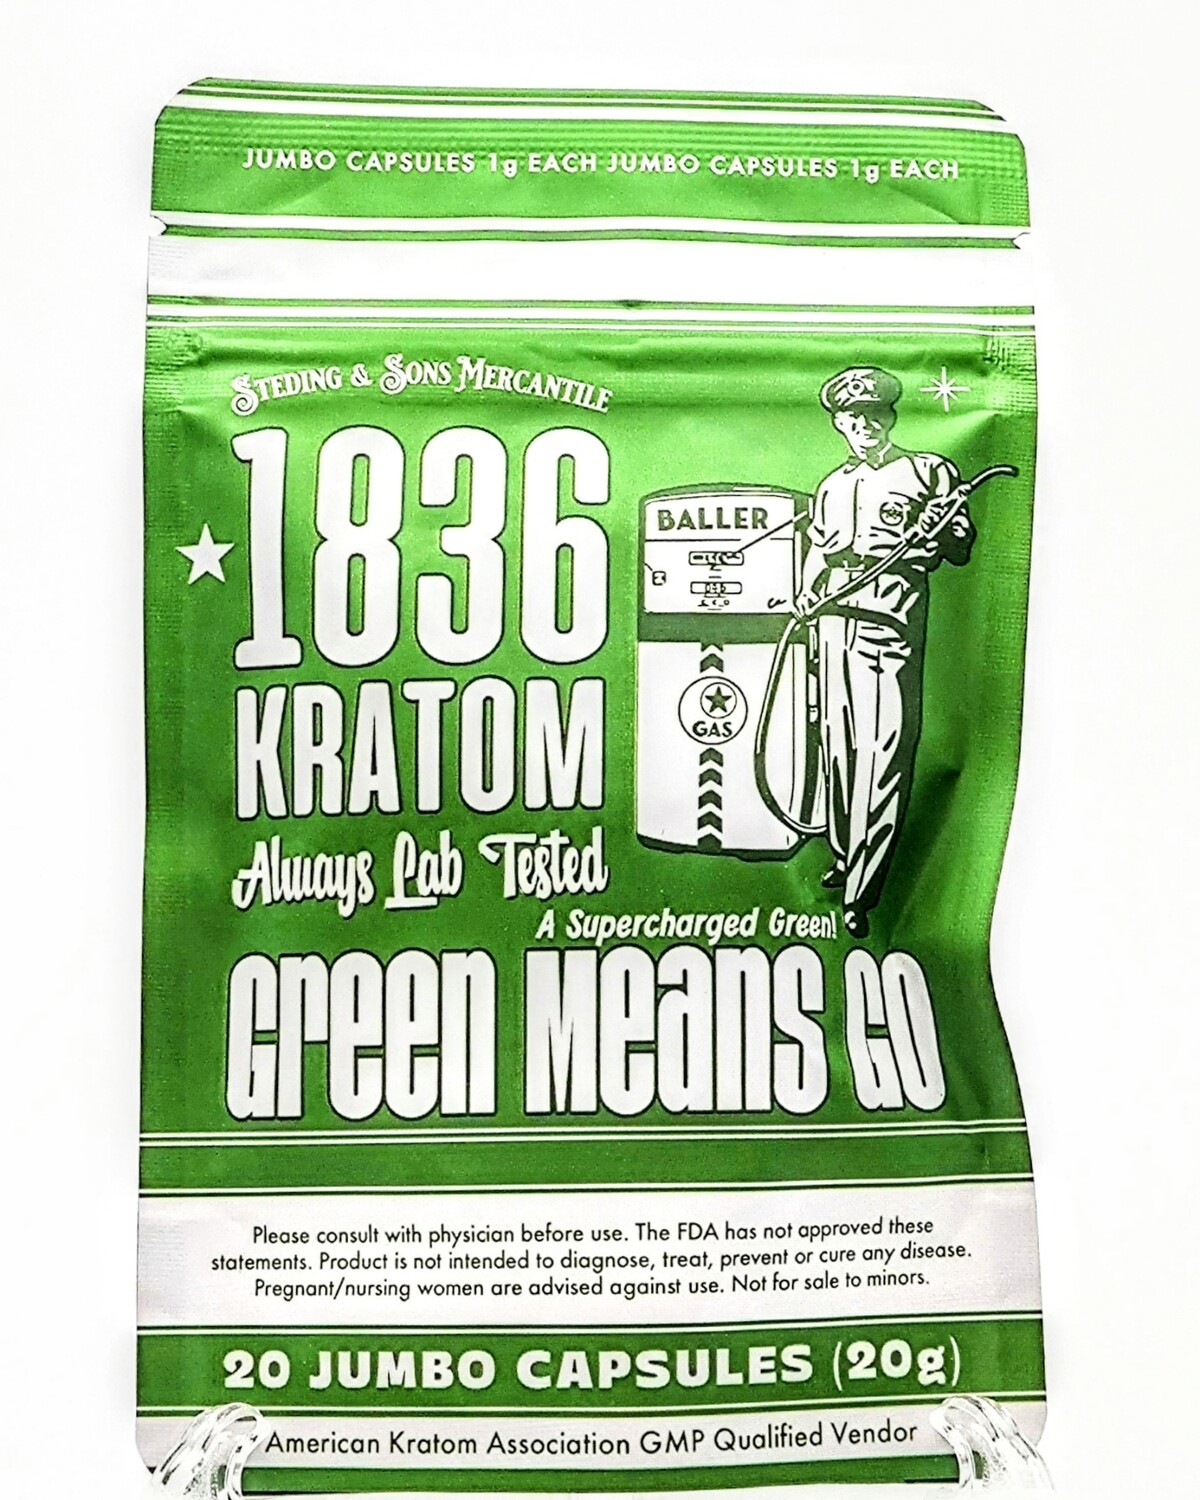 JUMBO CAPSULES 1g EACH JUMBO CAPSULES 1g EACH
STEDING & SONS MERCANTILE
1836
KRATOM
Always Lab Tested
BALLER
GAS
A Supercharged Green!
Green Means GO
Please consult with physician before use. The FDA has not approved these
statements. Product is not intended to diagnose, treat, prevent or cure any disease.
Pregnant/nursing women are advised against use. Not for sale to minors.
20 JUMBO CAPSULES (20g)
American Kratom Association GMP Qualified Vendor